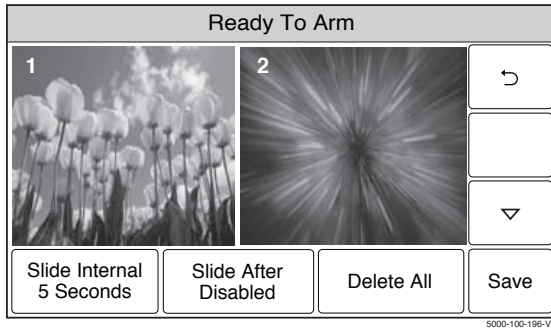 Ready To Arm
1
2
Slide Internal
5 Seconds
Slide After
Disabled
Delete All
Save
5000-100-196-V